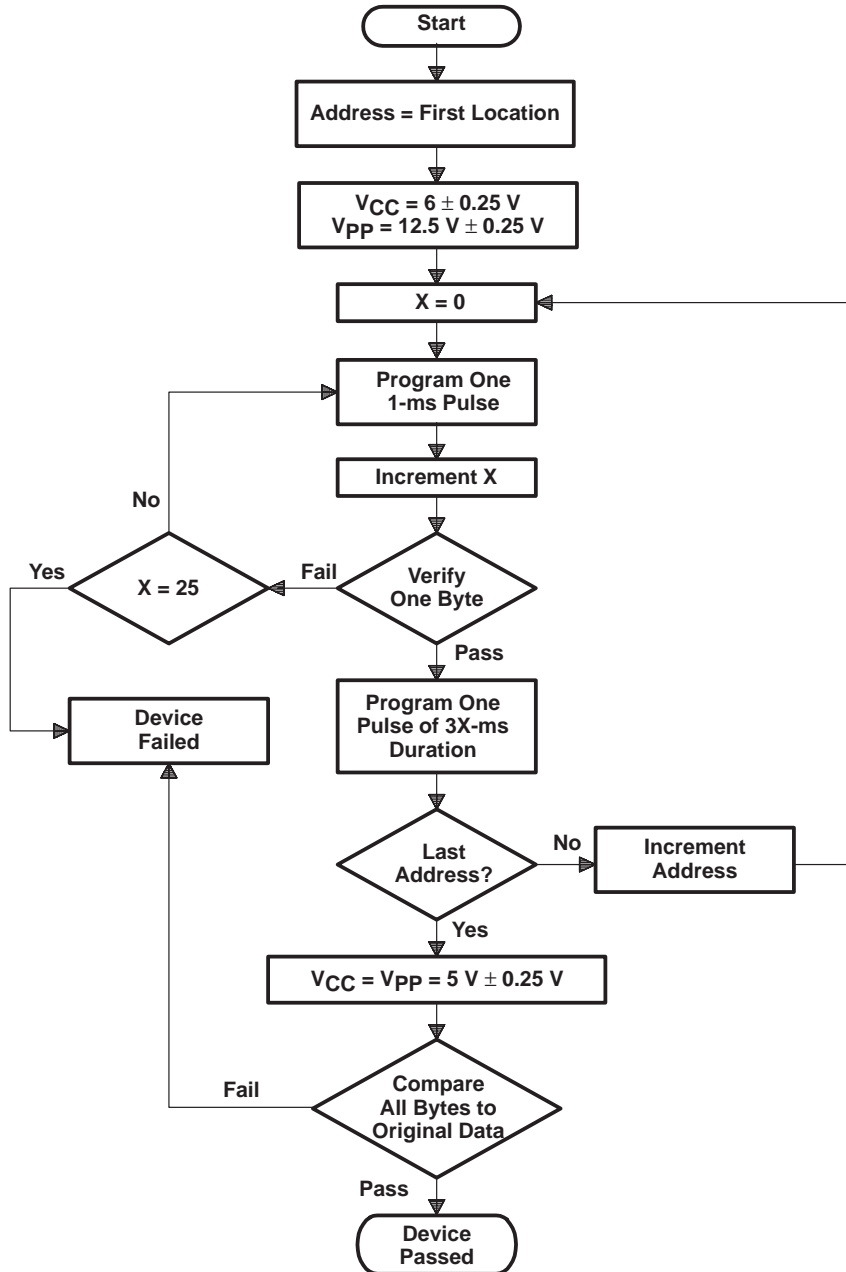 Start
Address = First Location
VCC = 6 ± 0.25 V
VPP = 12.5 V ± 0.25 V
X = 0
Program One
1-ms Pulse
Increment X
No
Yes
X = 25
Fail
Verify
One Byte
Pass
Device
Failed
Program One
Pulse of 3X-ms
Duration
Last
Address?
No
Increment
Address
Yes
VCC = VPP = 5 V ± 0.25 V
Fail
Compare
All Bytes to
Original Data
Pass
Device
Passed